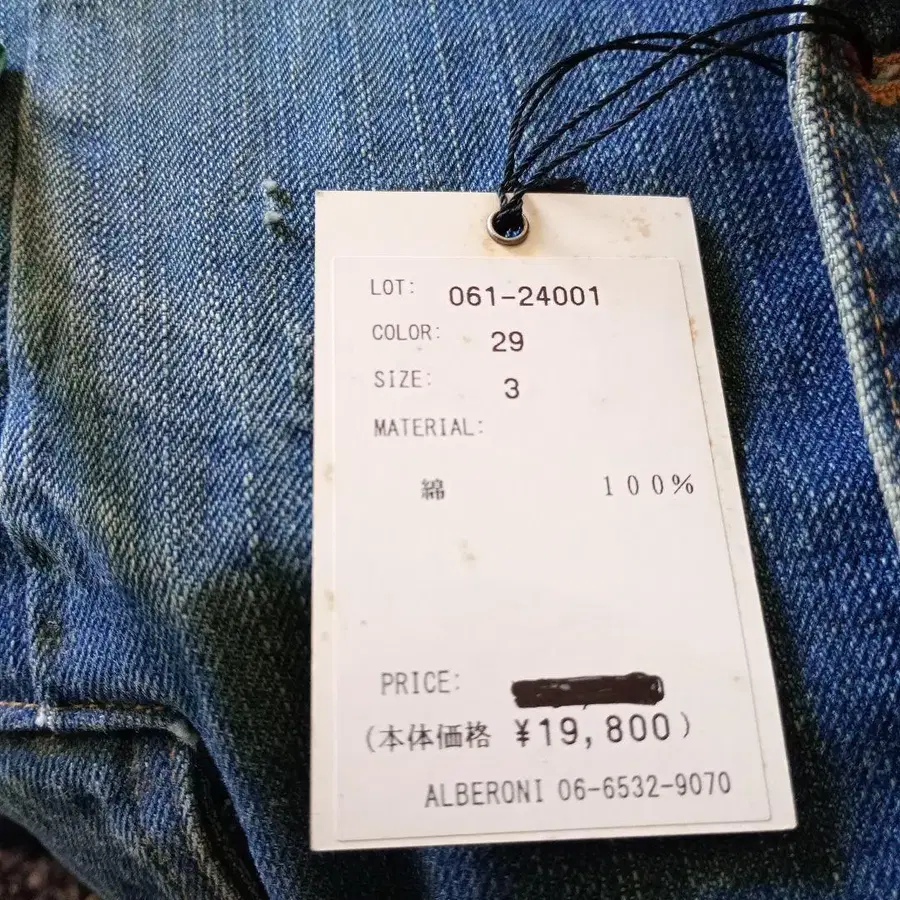 LOT: 061-24001
COLOR: 29
SIZE: 3
MATERIAL:
綿 100%
PRICE:
(本体価格 ¥19,800)
ALBERONI 06-6532-9070